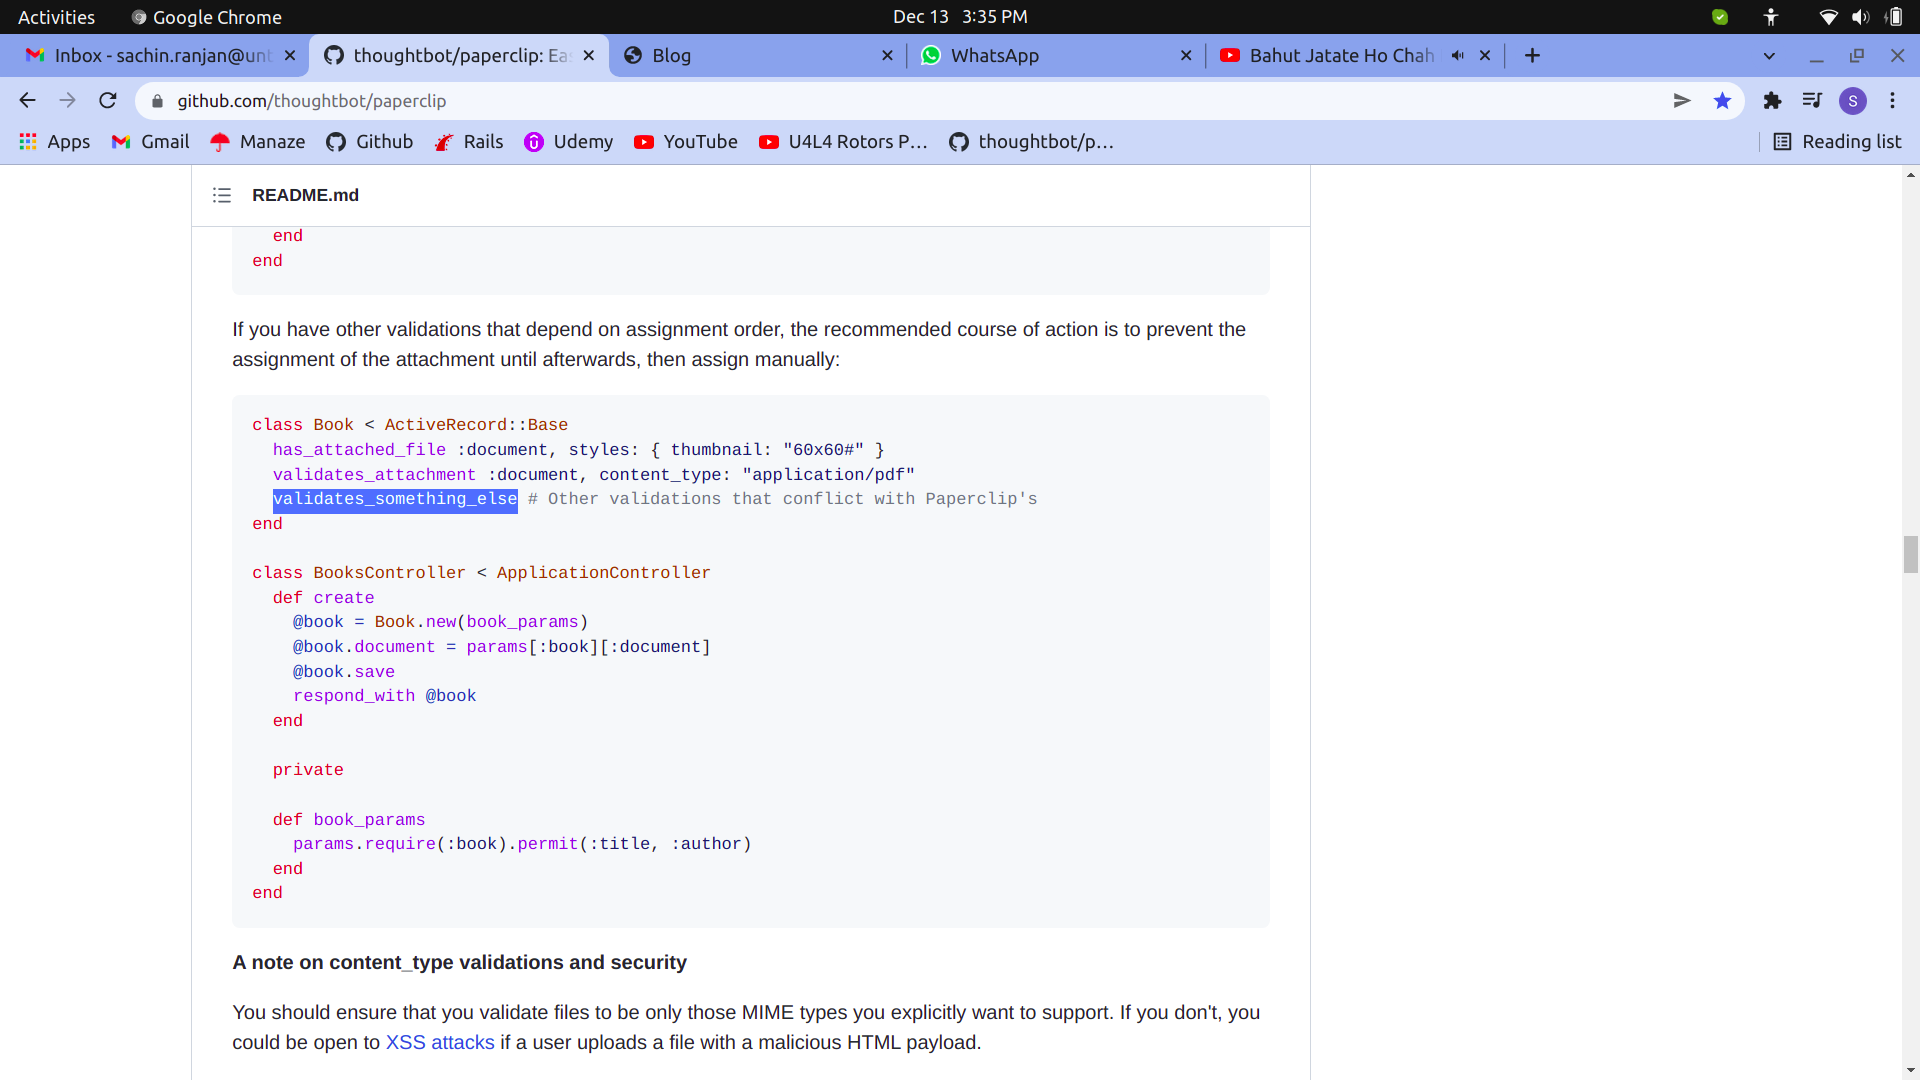 Activities Google Chrome Dec 13 3:35 PM
Inbox - sachin.ranjan@unt thoughtbot/paperclip: Eas Blog WhatsApp Bahut Jatate Ho Chah
github.com/thoughtbot/paperclip S
Apps Gmail Manaze Github Rails Udemy YouTube U4L4 Rotors P... thoughtbot/p... Reading list
README.md
end
end
If you have other validations that depend on assignment order, the recommended course of action is to prevent the
assignment of the attachment until afterwards, then assign manually:
class Book < ActiveRecord::Base
  has_attached_file :document, styles: { thumbnail: "60x60#" }
  validates_attachment :document, content_type: "application/pdf"
  validates_something_else # Other validations that conflict with Paperclip's
end
class BooksController < ApplicationController
  def create
    @book = Book.new(book_params)
    @book.document = params[:book][:document]
    @book.save
    respond_with @book
  end
  private
  def book_params
    params.require(:book).permit(:title, :author)
  end
end
A note on content_type validations and security
You should ensure that you validate files to be only those MIME types you explicitly want to support. If you don't, you
could be open to XSS attacks if a user uploads a file with a malicious HTML payload.